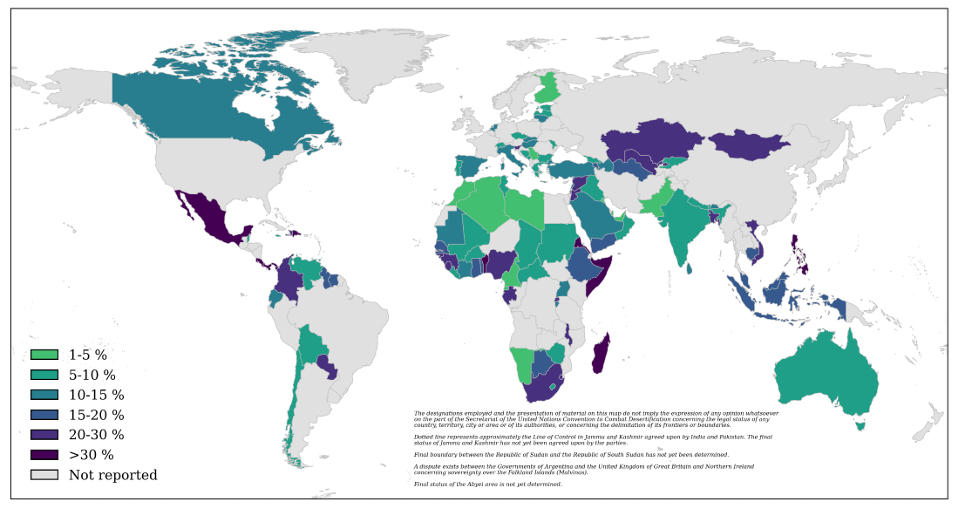 1-5 %
5-10 %
10-15 %
15-20 %
20-30 %
>30 %
Not reported
The designations employed and the presentation of material on this map do not imply the expression of any opinion whatsoever
on the part of the Secretariat of the United Nations Convention to Combat Desertification concerning the legal status of any
country, territory, city or area or of its authorities, or concerning the delimitation of its frontiers or boundaries.
Dotted line represents approximately the Line of Control in Jammu and Kashmir agreed upon by India and Pakistan. The final
status of Jammu and Kashmir has not yet been agreed upon by the parties.
Final boundary between the Republic of Sudan and the Republic of South Sudan has not yet been determined.
A dispute exists between the Governments of Argentina and the United Kingdom of Great Britain and Northern Ireland
concerning sovereignty over the Falkland Islands (Malvinas).
Final status of the Abyei area is not yet determined.